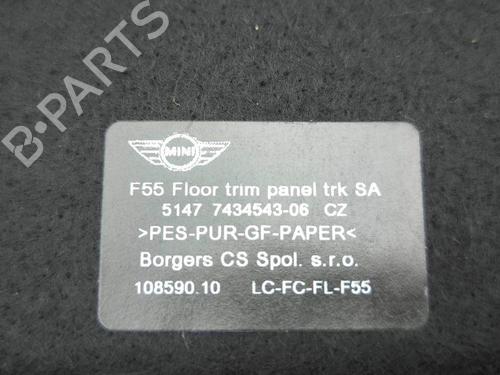 B-PARTS
MINI
F55 Floor trim panel trk SA
5147 7434543-06 CZ
>PES-PUR-GF-PAPER<
Borgers CS Spol. s.r.o.
108590.10 LC-FC-FL-F55
B-PARTS